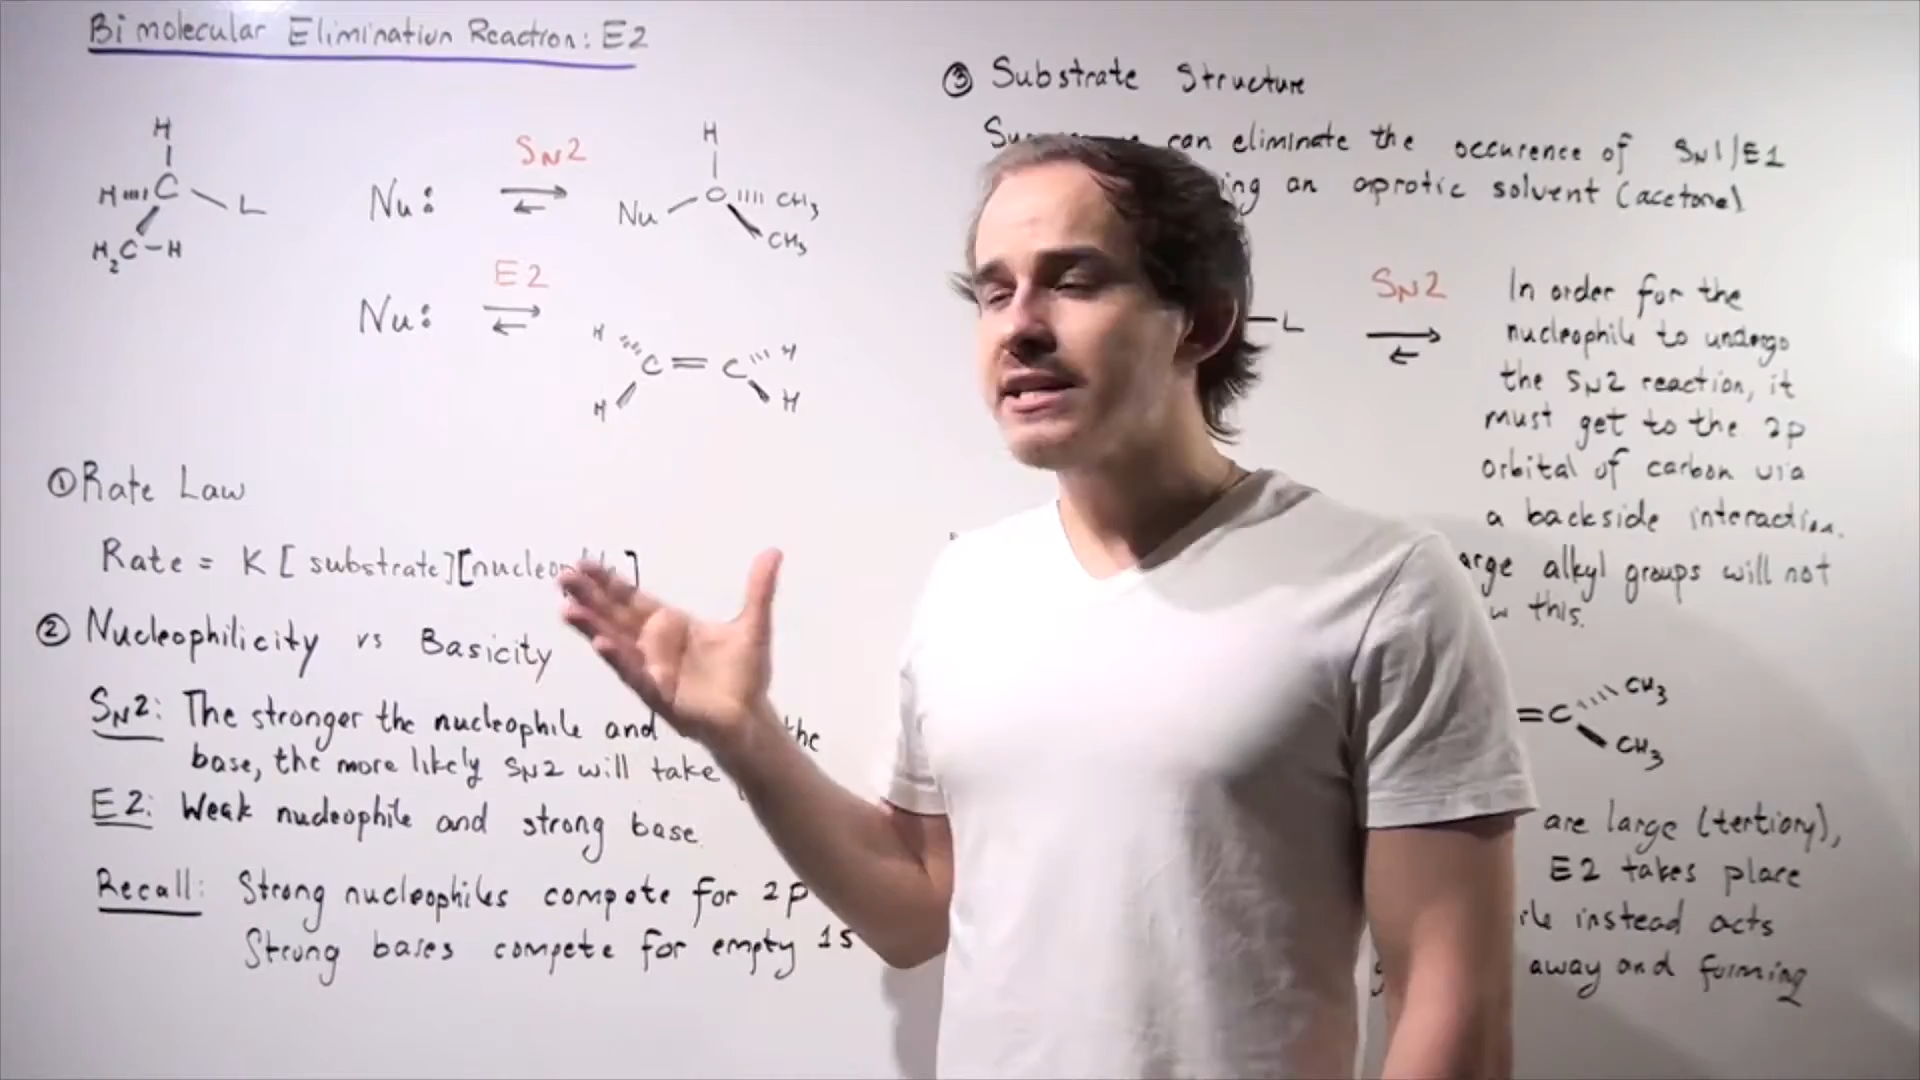 Bimolecular Elimination Reaction: E2
H
H C L
H2C-H
Nu:
SN2
H
Nu C CH3
CH3
Nu:
E2
H C=C H
H H
① Rate Law
Rate = K [substrate][nucleophile]
② Nucleophilicity vs Basicity
SN2: The stronger the nucleophile and the
base, the more likely SN2 will take
E2: Weak nucleophile and strong base.
Recall: Strong nucleophiles compete for 2p
Strong bases compete for empty 1s
③ Substrate Structure
can eliminate the occurence of SN1/E1
an aprotic solvent (acetone)
-L
SN2
In order for the
nucleophile to undergo
the SN2 reaction, it
must get to the 2p
orbital of carbon via
a backside interaction.
alkyl groups will not
this.
=C CH3
CH3
are large (tertiary),
E2 takes place
instead acts
away and forming